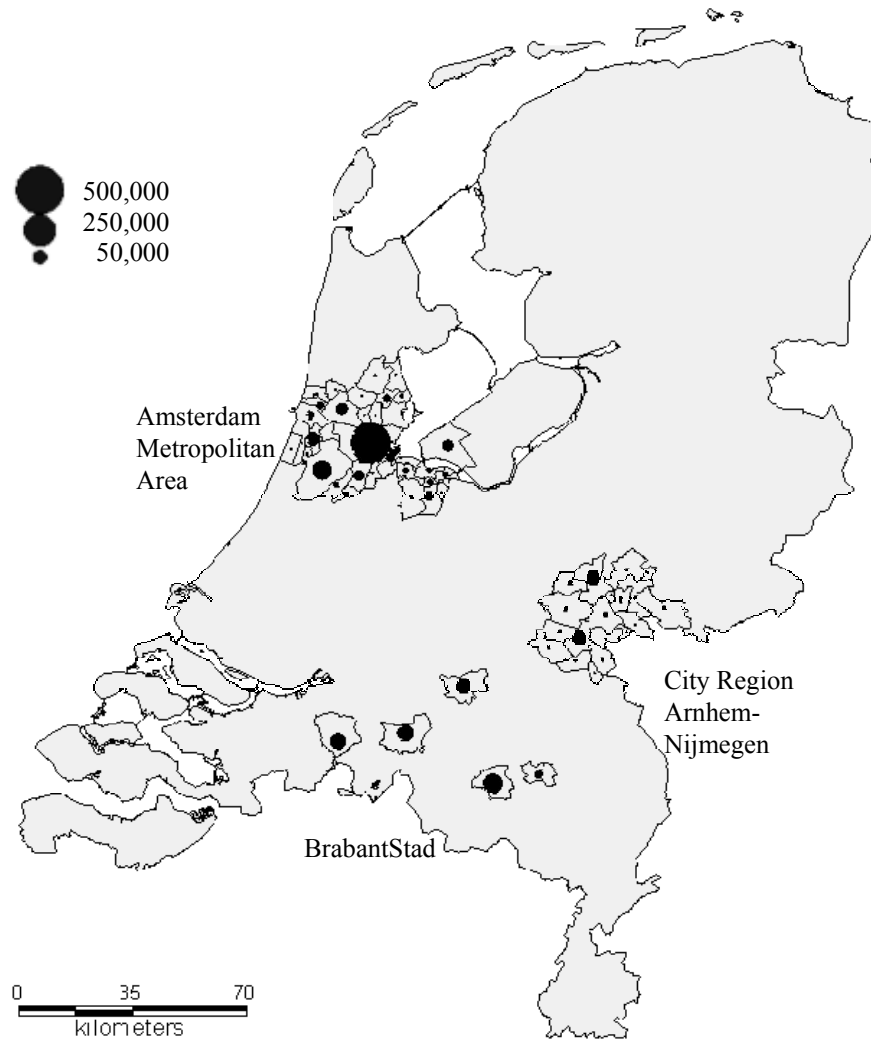 500,000
250,000
50,000
Amsterdam
Metropolitan
Area
City Region
Arnhem-
Nijmegen
BrabantStad
0 35 70
kilometers